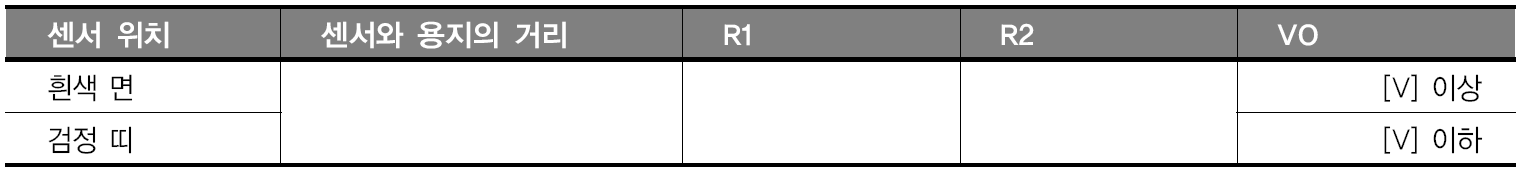 센서 위치 센서와 용지의 거리 R1 R2 VO
흰색 면 [V] 이상
검정 띠 [V] 이하